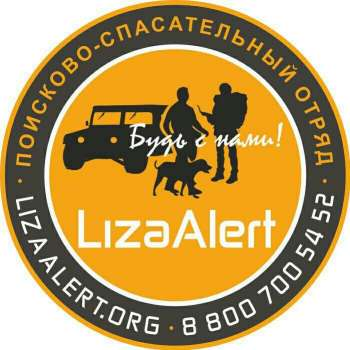 ПОИСКОВО-СПАСАТЕЛЬНЫЙ ОТРЯД
Будь с нами!
LizaAlert
LIZAALERT.ORG · 8 800 700 54 52